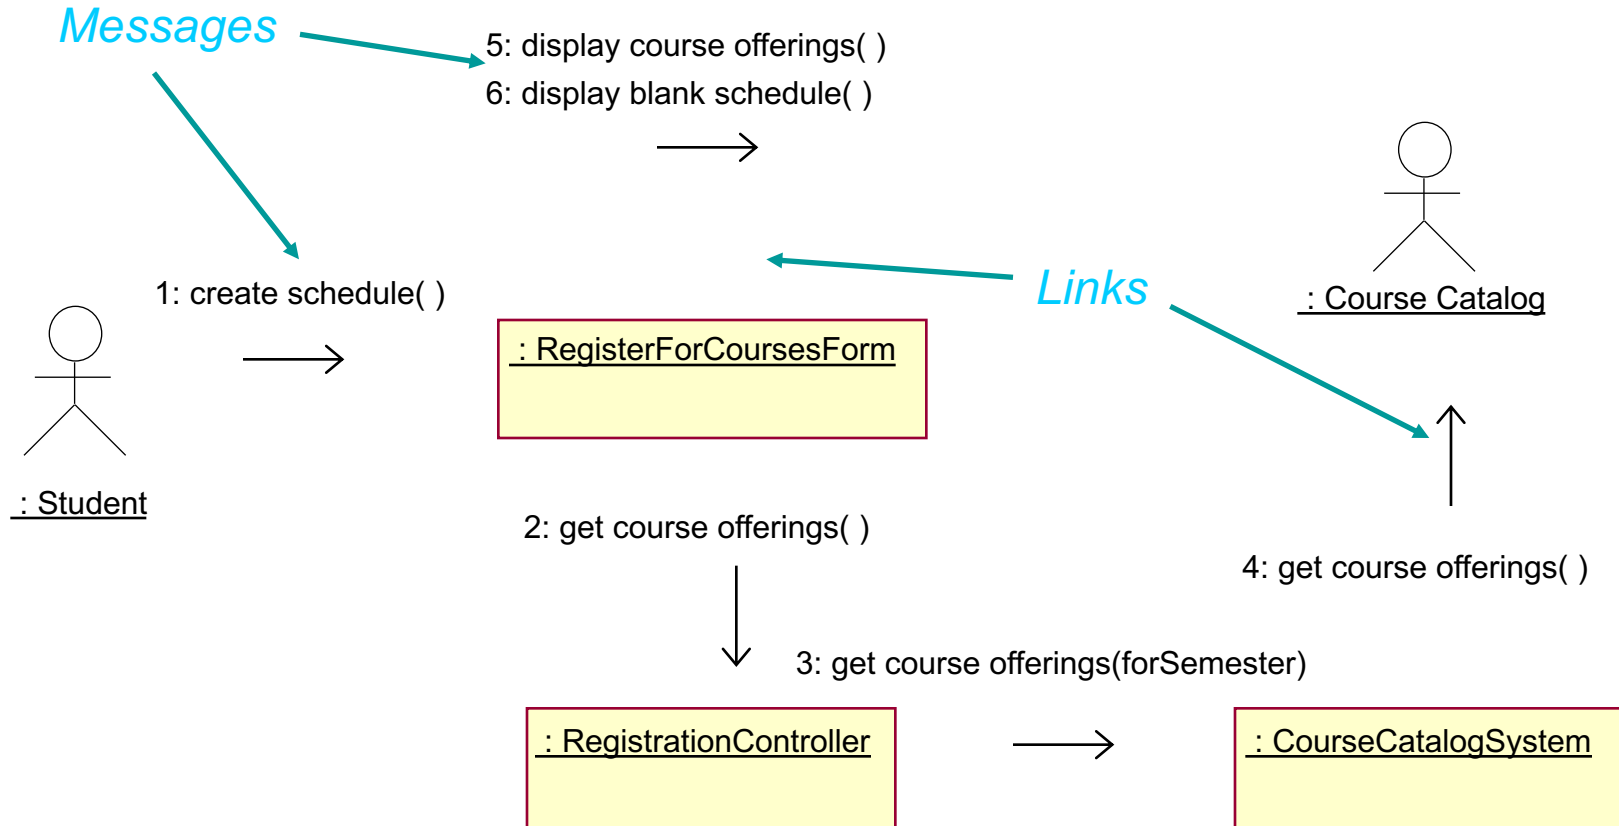 Messages
5: display course offerings( )
6: display blank schedule( )
1: create schedule( )
Links
: Course Catalog
: RegisterForCoursesForm
: Student
2: get course offerings( )
4: get course offerings( )
3: get course offerings(forSemester)
: RegistrationController
: CourseCatalogSystem